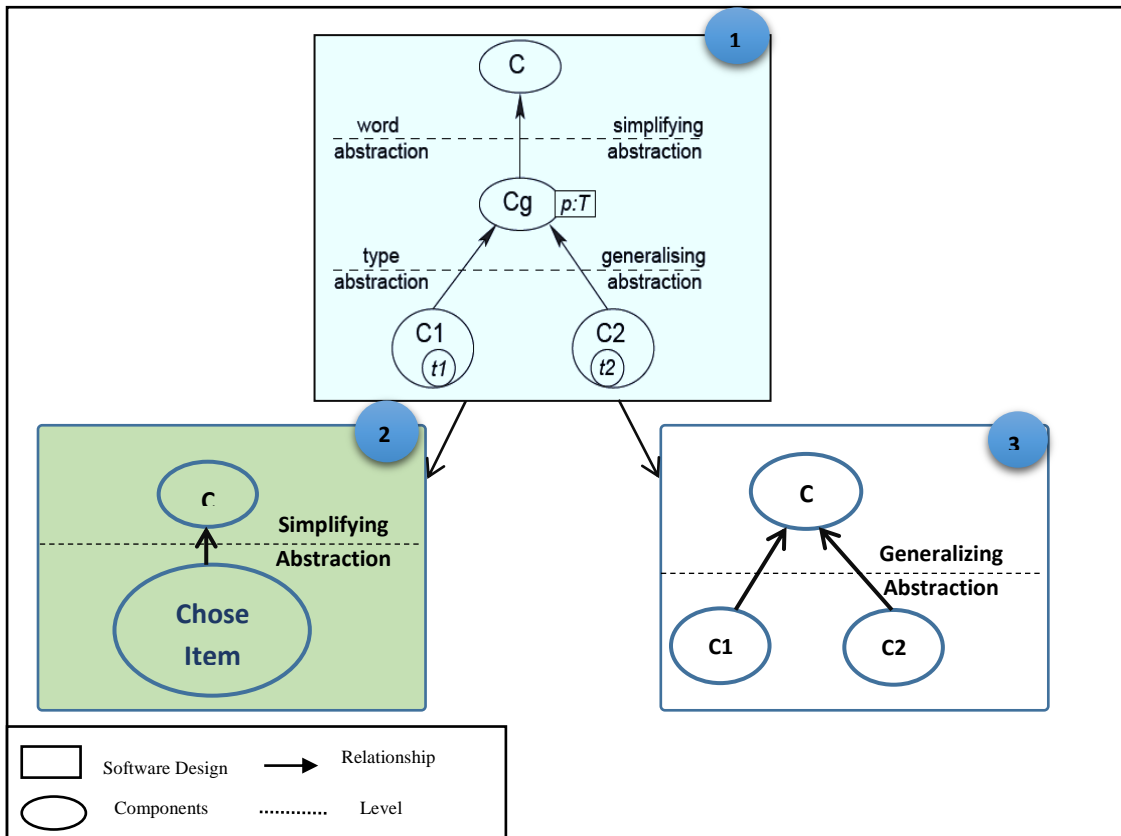 1
C
word
abstraction
simplifying
abstraction
Cg
p:T
type
abstraction
generalising
abstraction
C1
t1
C2
t2
2
C
Simplifying
Abstraction
Chose
Item
3
C
Generalizing
Abstraction
C1
C2
Software Design
Relationship
Components
Level